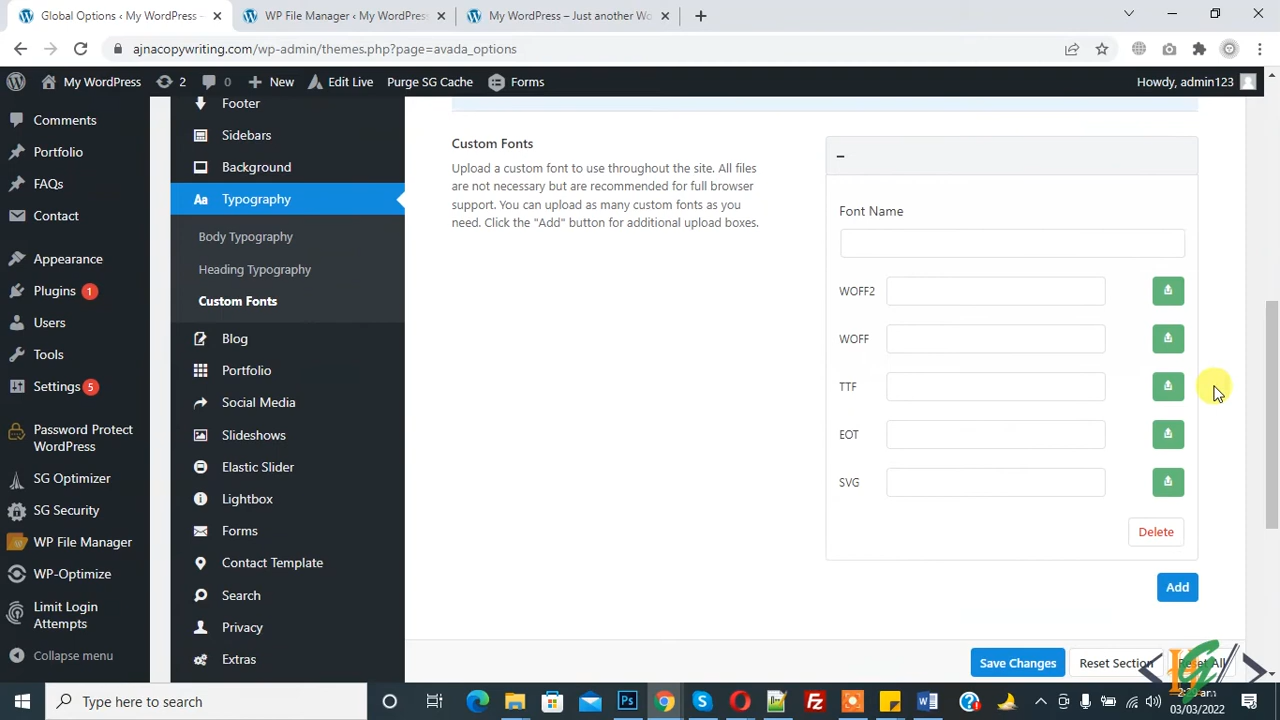 Global Options ‹ My WordPress –
WP File Manager ‹ My WordPress
My WordPress – Just another Wo
ajnacopywriting.com/wp-admin/themes.php?page=avada_options
My WordPress
2
0
New
Edit Live
Purge SG Cache
Forms
Howdy, admin123
Comments
Portfolio
FAQs
Contact
Appearance
Plugins 1
Users
Tools
Settings 5
Password Protect
WordPress
SG Optimizer
SG Security
WP File Manager
WP-Optimize
Limit Login
Attempts
Collapse menu
Footer
Sidebars
Background
Aa Typography
Body Typography
Heading Typography
Custom Fonts
Blog
Portfolio
Social Media
Slideshows
Elastic Slider
Lightbox
Forms
Contact Template
Search
Privacy
Extras
Custom Fonts
Upload a custom font to use throughout the site. All files
are not necessary but are recommended for full browser
support. You can upload as many custom fonts as you
need. Click the "Add" button for additional upload boxes.
Font Name
WOFF2
WOFF
TTF
EOT
SVG
Delete
Add
Save Changes
Reset Section
Reset All
Type here to search
Ps
03/03/2022